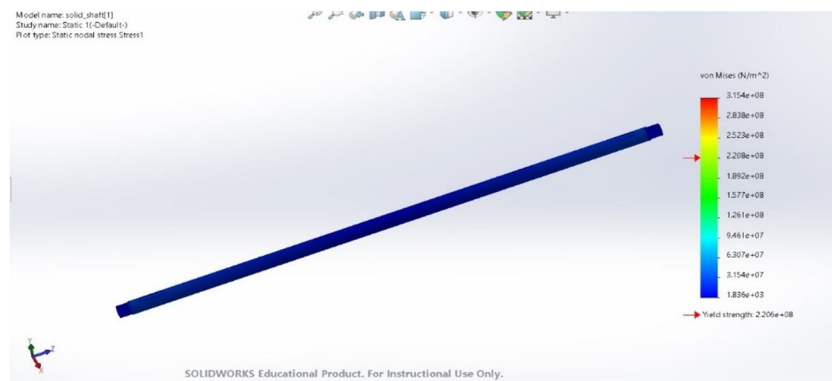 Model name: solid_shaft[1]
Study name: Static 1(-Default-)
Plot type: Static nodal stress Stress1
von Mises (N/m^2)
3.154e+08
2.838e+08
2.523e+08
2.208e+08
1.892e+08
1.577e+08
1.261e+08
9.461e+07
6.307e+07
3.154e+07
1.836e+03
Yield strength: 2.206e+08
Y
Z
X
SOLIDWORKS Educational Product. For Instructional Use Only.